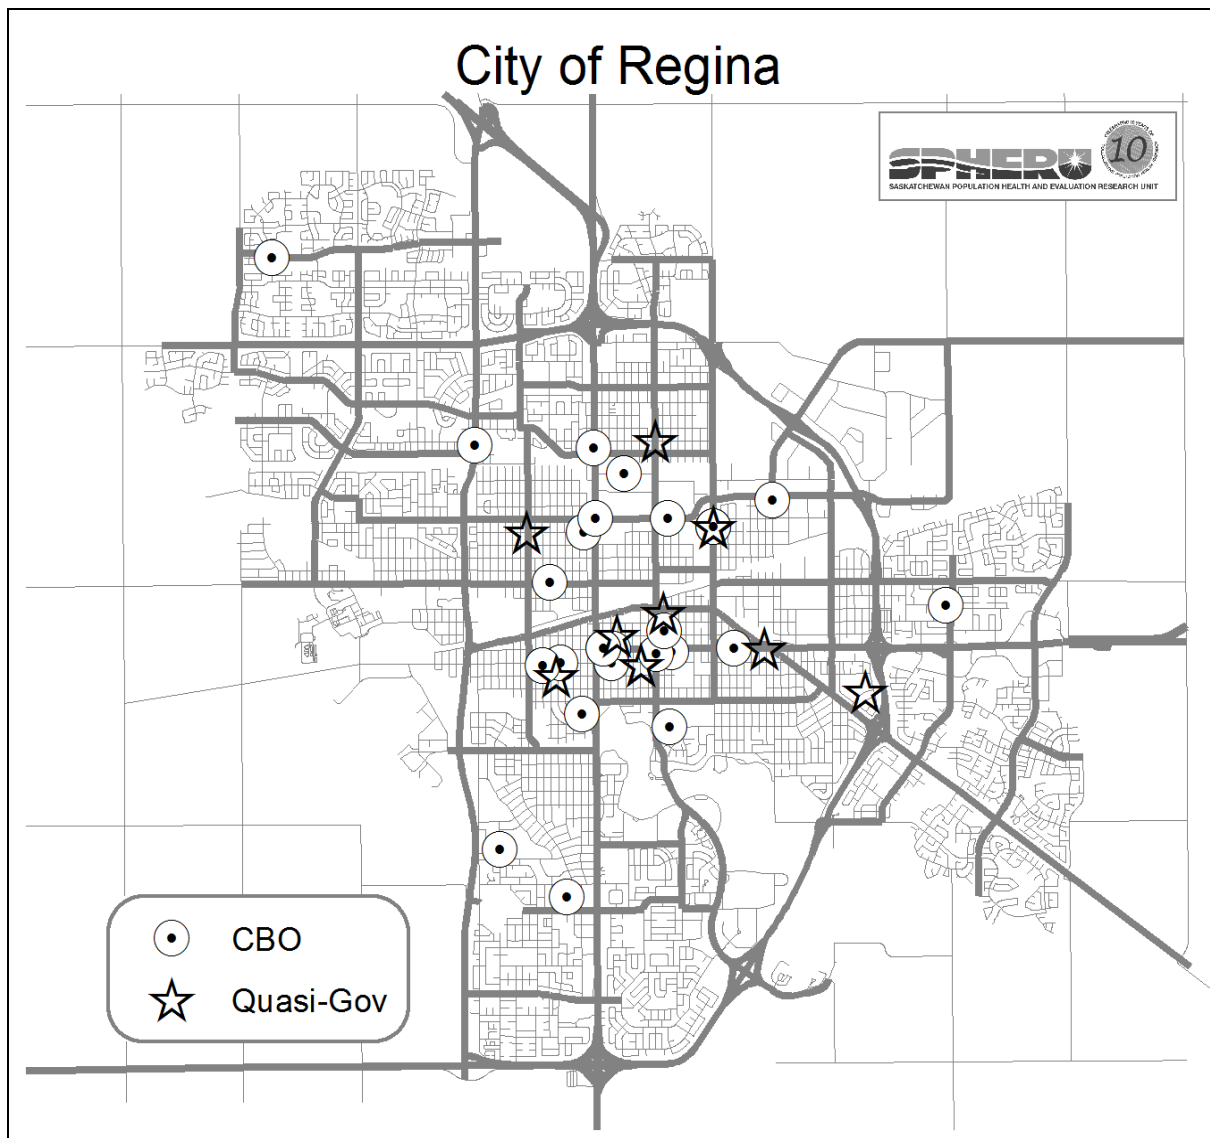 City of Regina
SPHERU
10
SASKATCHEWAN POPULATION HEALTH AND EVALUATION RESEARCH UNIT
CBO
Quasi-Gov